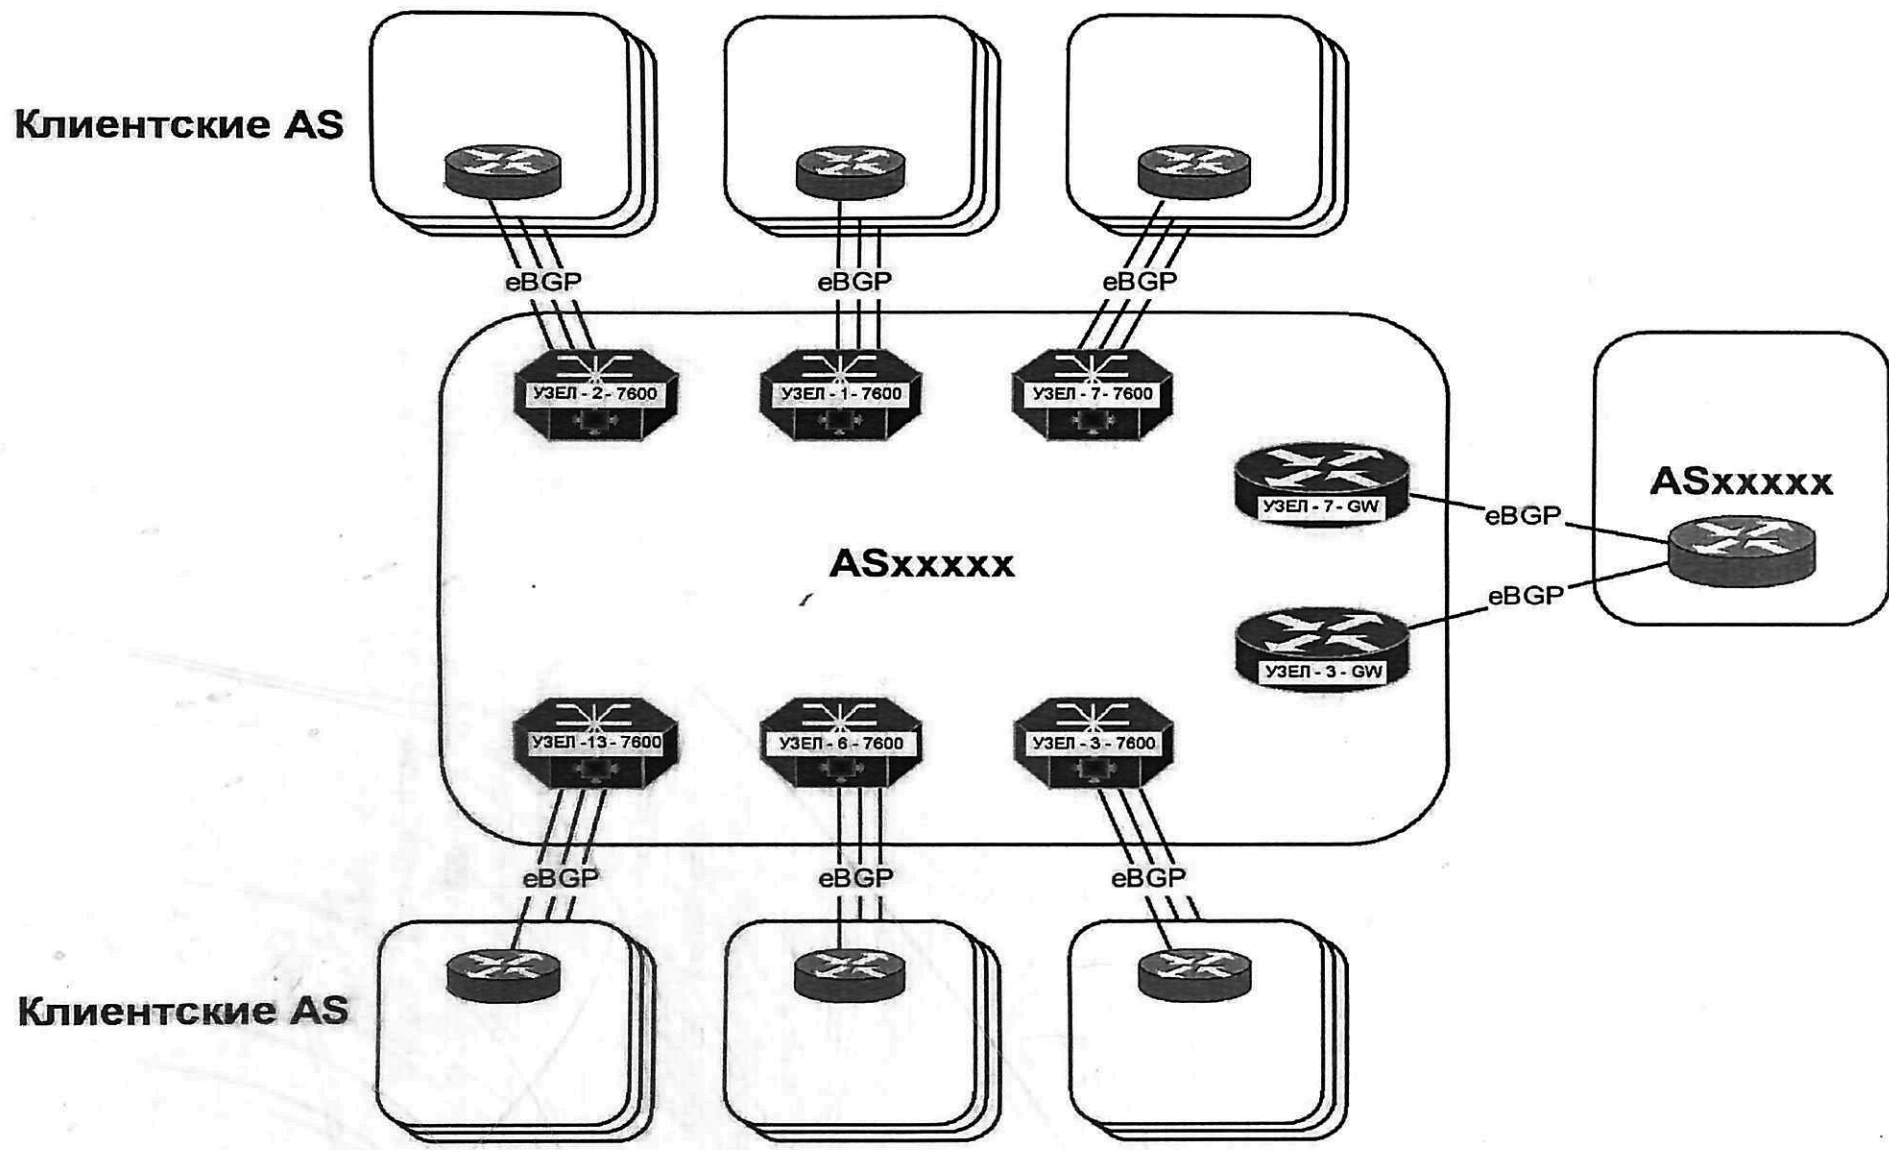 Клиентские AS
eBGP
eBGP
eBGP
УЗЕЛ - 2 - 7600
УЗЕЛ - 1 - 7600
УЗЕЛ - 7 - 7600
ASxxxxx
УЗЕЛ - 7 - GW
eBGP
ASxxxxx
eBGP
УЗЕЛ - 3 - GW
УЗЕЛ -13 - 7600
УЗЕЛ - 6 - 7600
УЗЕЛ - 3 - 7600
eBGP
eBGP
eBGP
Клиентские AS